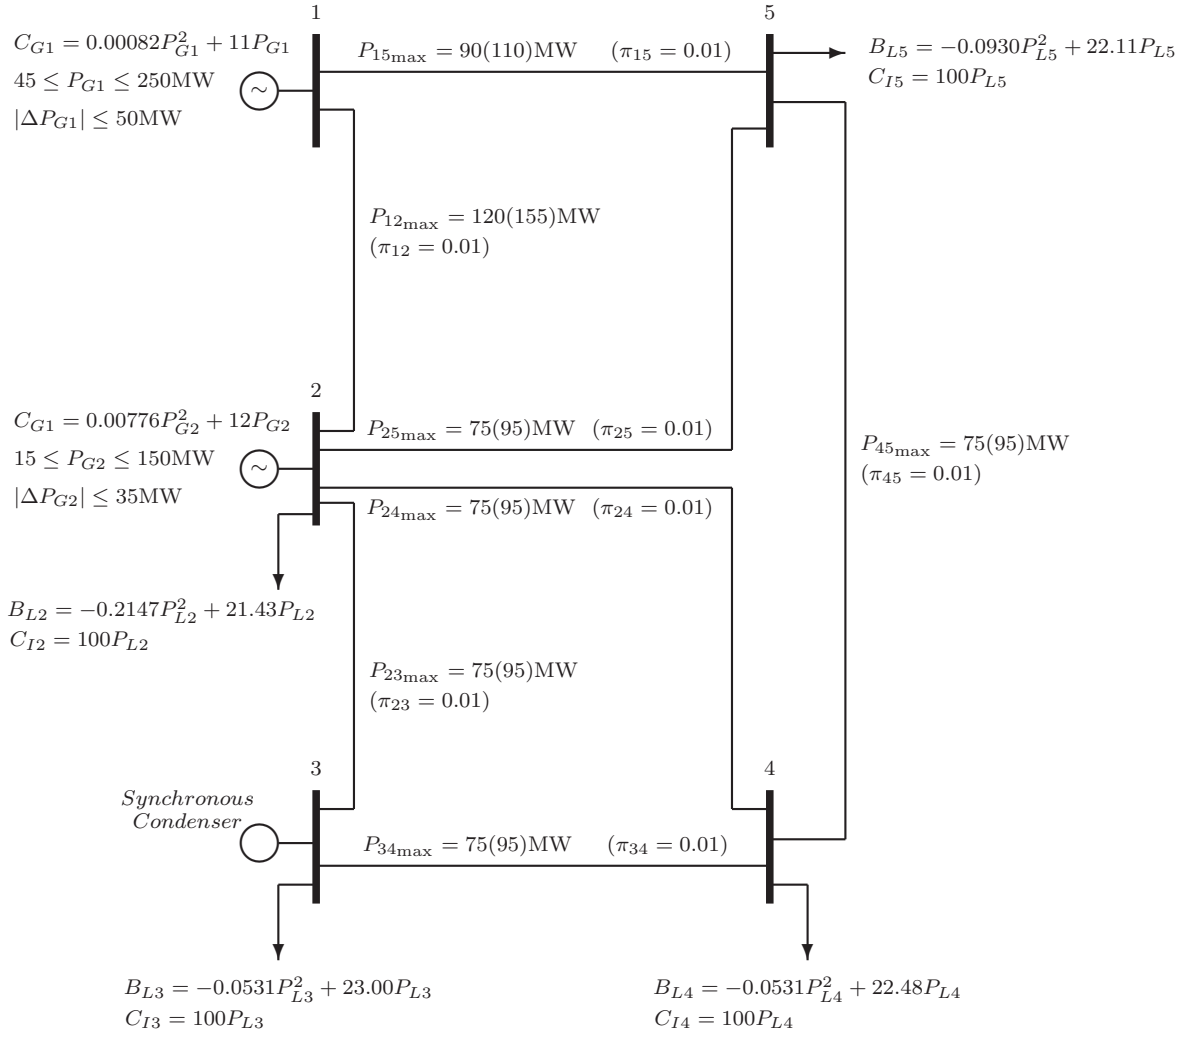 1
5
C_{G1} = 0.00082P_{G1}^2 + 11P_{G1}
45 ≤ P_{G1} ≤ 250MW
|ΔP_{G1}| ≤ 50MW
P_{15max} = 90(110)MW (π_{15} = 0.01)
B_{L5} = −0.0930P_{L5}^2 + 22.11P_{L5}
C_{I5} = 100P_{L5}
∼
P_{12max} = 120(155)MW
(π_{12} = 0.01)
2
C_{G1} = 0.00776P_{G2}^2 + 12P_{G2}
15 ≤ P_{G2} ≤ 150MW
|ΔP_{G2}| ≤ 35MW
∼
P_{25max} = 75(95)MW (π_{25} = 0.01)
P_{45max} = 75(95)MW
(π_{45} = 0.01)
P_{24max} = 75(95)MW (π_{24} = 0.01)
B_{L2} = −0.2147P_{L2}^2 + 21.43P_{L2}
C_{I2} = 100P_{L2}
P_{23max} = 75(95)MW
(π_{23} = 0.01)
3
4
Synchronous
Condenser
P_{34max} = 75(95)MW (π_{34} = 0.01)
B_{L3} = −0.0531P_{L3}^2 + 23.00P_{L3}
C_{I3} = 100P_{L3}
B_{L4} = −0.0531P_{L4}^2 + 22.48P_{L4}
C_{I4} = 100P_{L4}